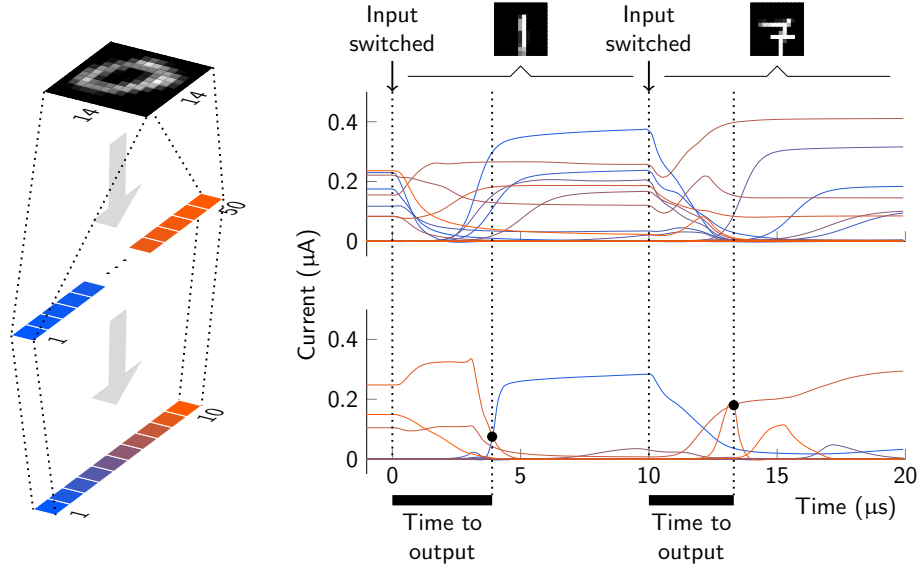 14
14
50
1
10
1
Input
switched
Input
switched
0.4
0.2
0
0.4
0.2
0
Current (μA)
0
5
10
15
20
Time (μs)
Time to
output
Time to
output